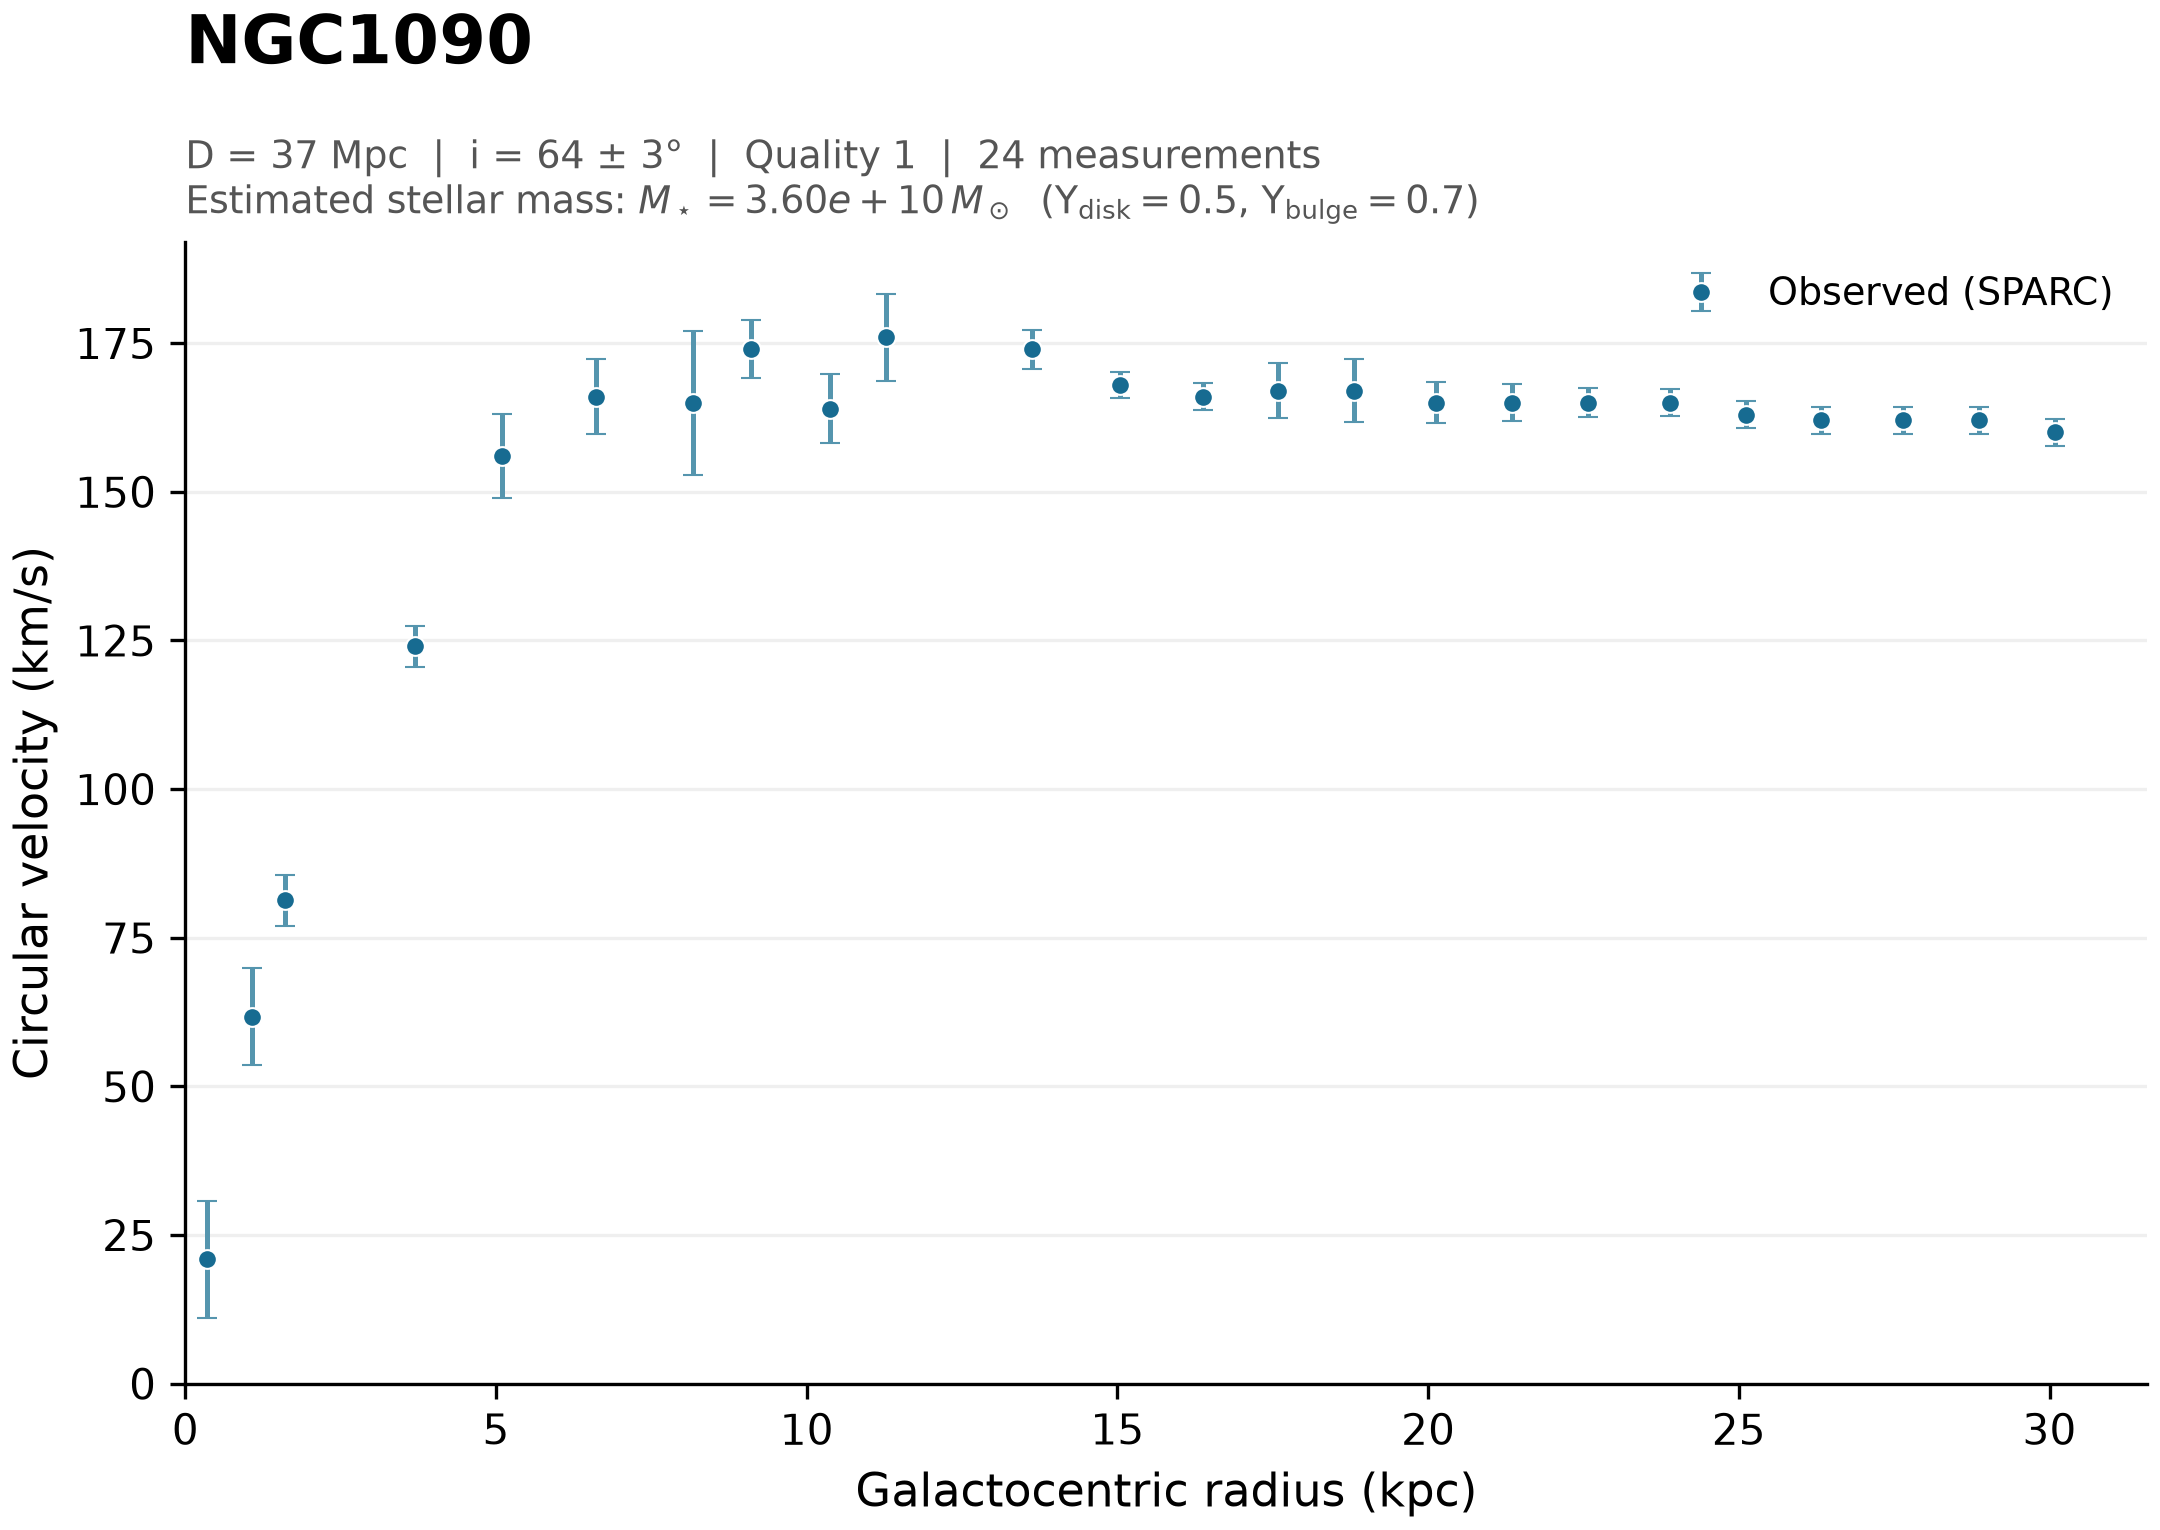 NGC1090
D = 37 Mpc | i = 64 ± 3° | Quality 1 | 24 measurements
Estimated stellar mass: M⋆ = 3.60e + 10 M⊙ (Υdisk = 0.5, Υbulge = 0.7)
Observed (SPARC)
175
150
125
100
75
50
25
0
Circular velocity (km/s)
0 5 10 15 20 25 30
Galactocentric radius (kpc)